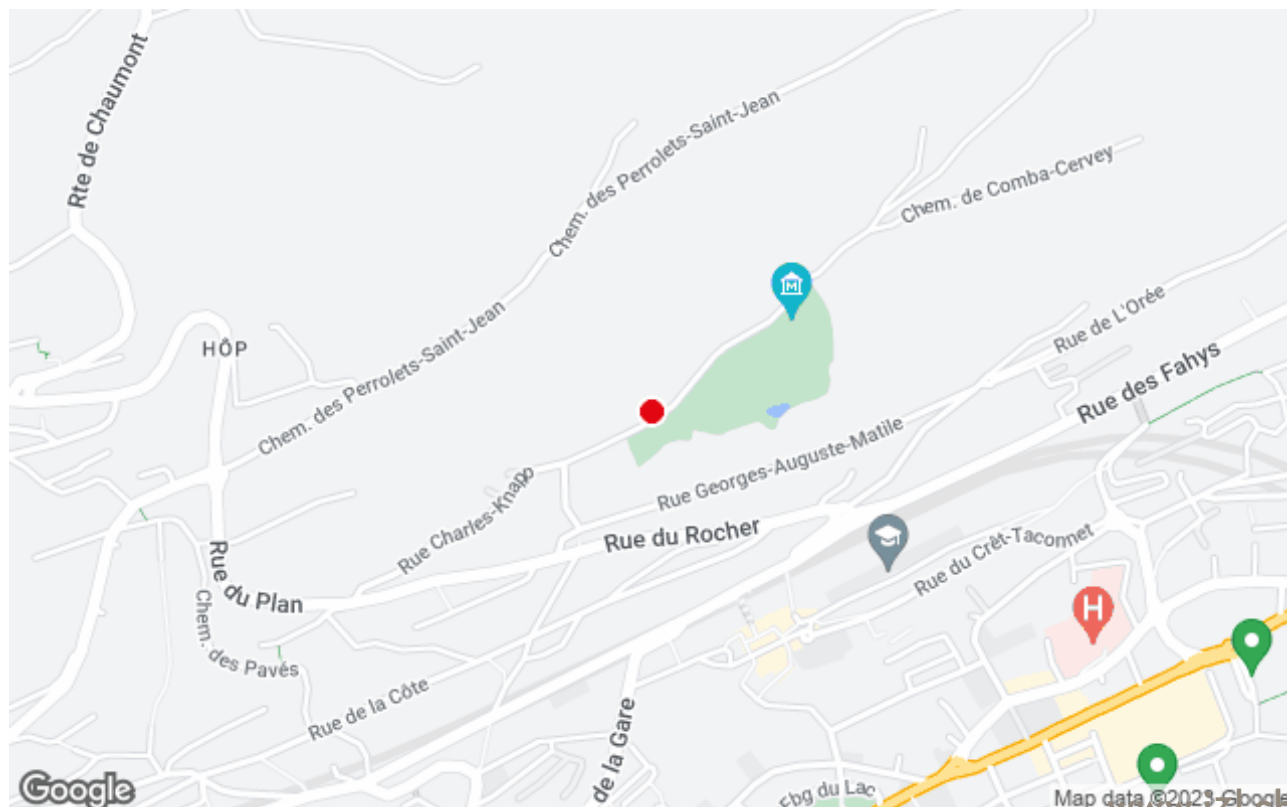 Rte de Chaumont
Chem. des Perrolets-Saint-Jean
Chem. de Comba-Cervey
M
Rue de L'Orée
HÔP
Chem. des Perrolets-Saint-Jean
Rue des Fahys
Rue Georges-Auguste-Matile
Rue Charles-Knapp
Rue du Rocher
Rue du Crêt-Taconnet
Rue du Plan
H
Chem. des Pavés
Rue de la Côte
de la Gare
Ebg du Lac
Google
Map data ©2023 Google